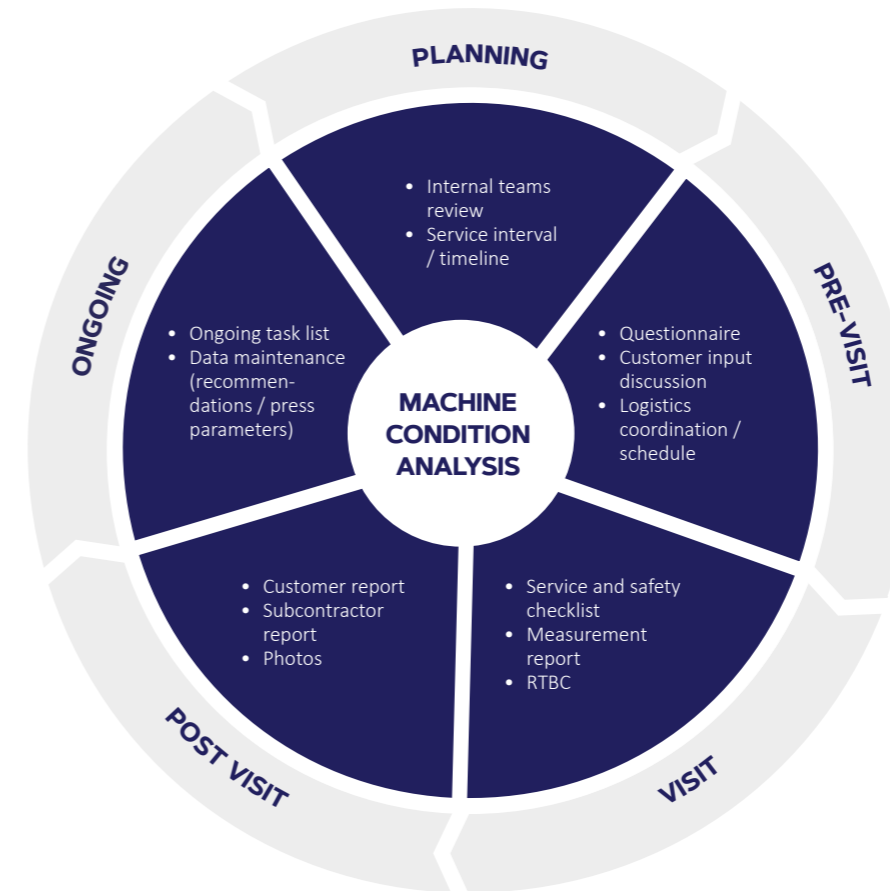 PLANNING
• Internal teams
review
• Service interval
/ timeline
PRE-VISIT
• Questionnaire
• Customer input
discussion
• Logistics
coordination /
schedule
VISIT
• Service and safety
checklist
• Measurement
report
• RTBC
POST VISIT
• Customer report
• Subcontractor
report
• Photos
ONGOING
• Ongoing task list
• Data maintenance
(recommen-
dations / press
parameters)
MACHINE
CONDITION
ANALYSIS